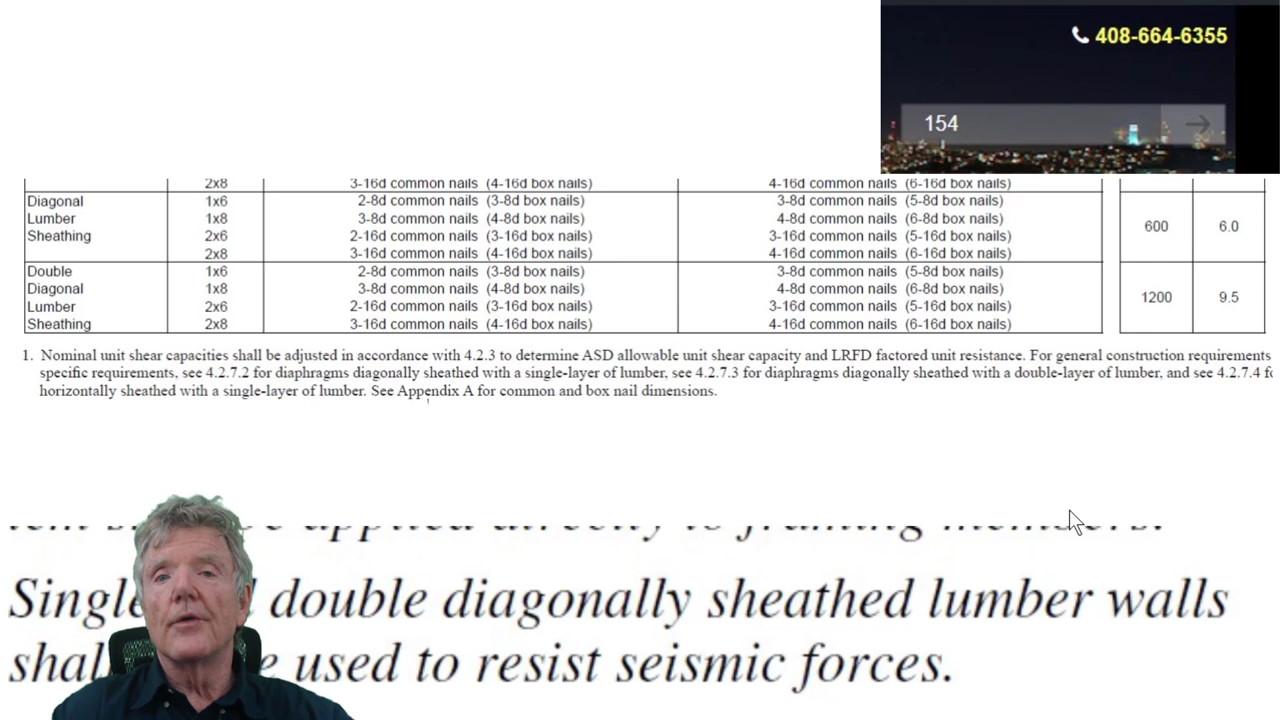 408-664-6355
154
2x8 3-16d common nails (4-16d box nails) 4-16d common nails (6-16d box nails)
Diagonal 1x6 2-8d common nails (3-8d box nails) 3-8d common nails (5-8d box nails)
Lumber 1x8 3-8d common nails (4-8d box nails) 4-8d common nails (6-8d box nails) 600 6.0
Sheathing 2x6 2-16d common nails (3-16d box nails) 3-16d common nails (5-16d box nails)
2x8 3-16d common nails (4-16d box nails) 4-16d common nails (6-16d box nails)
Double 1x6 2-8d common nails (3-8d box nails) 3-8d common nails (5-8d box nails)
Diagonal 1x8 3-8d common nails (4-8d box nails) 4-8d common nails (6-8d box nails) 1200 9.5
Lumber 2x6 2-16d common nails (3-16d box nails) 3-16d common nails (5-16d box nails)
Sheathing 2x8 3-16d common nails (4-16d box nails) 4-16d common nails (6-16d box nails)
1. Nominal unit shear capacities shall be adjusted in accordance with 4.2.3 to determine ASD allowable unit shear capacity and LRFD factored unit resistance. For general construction requirements
specific requirements, see 4.2.7.2 for diaphragms diagonally sheathed with a single-layer of lumber, see 4.2.7.3 for diaphragms diagonally sheathed with a double-layer of lumber, and see 4.2.7.4
horizontally sheathed with a single-layer of lumber. See Appendix A for common and box nail dimensions.
applied directly to framing members.
Single double diagonally sheathed lumber walls
used to resist seismic forces.